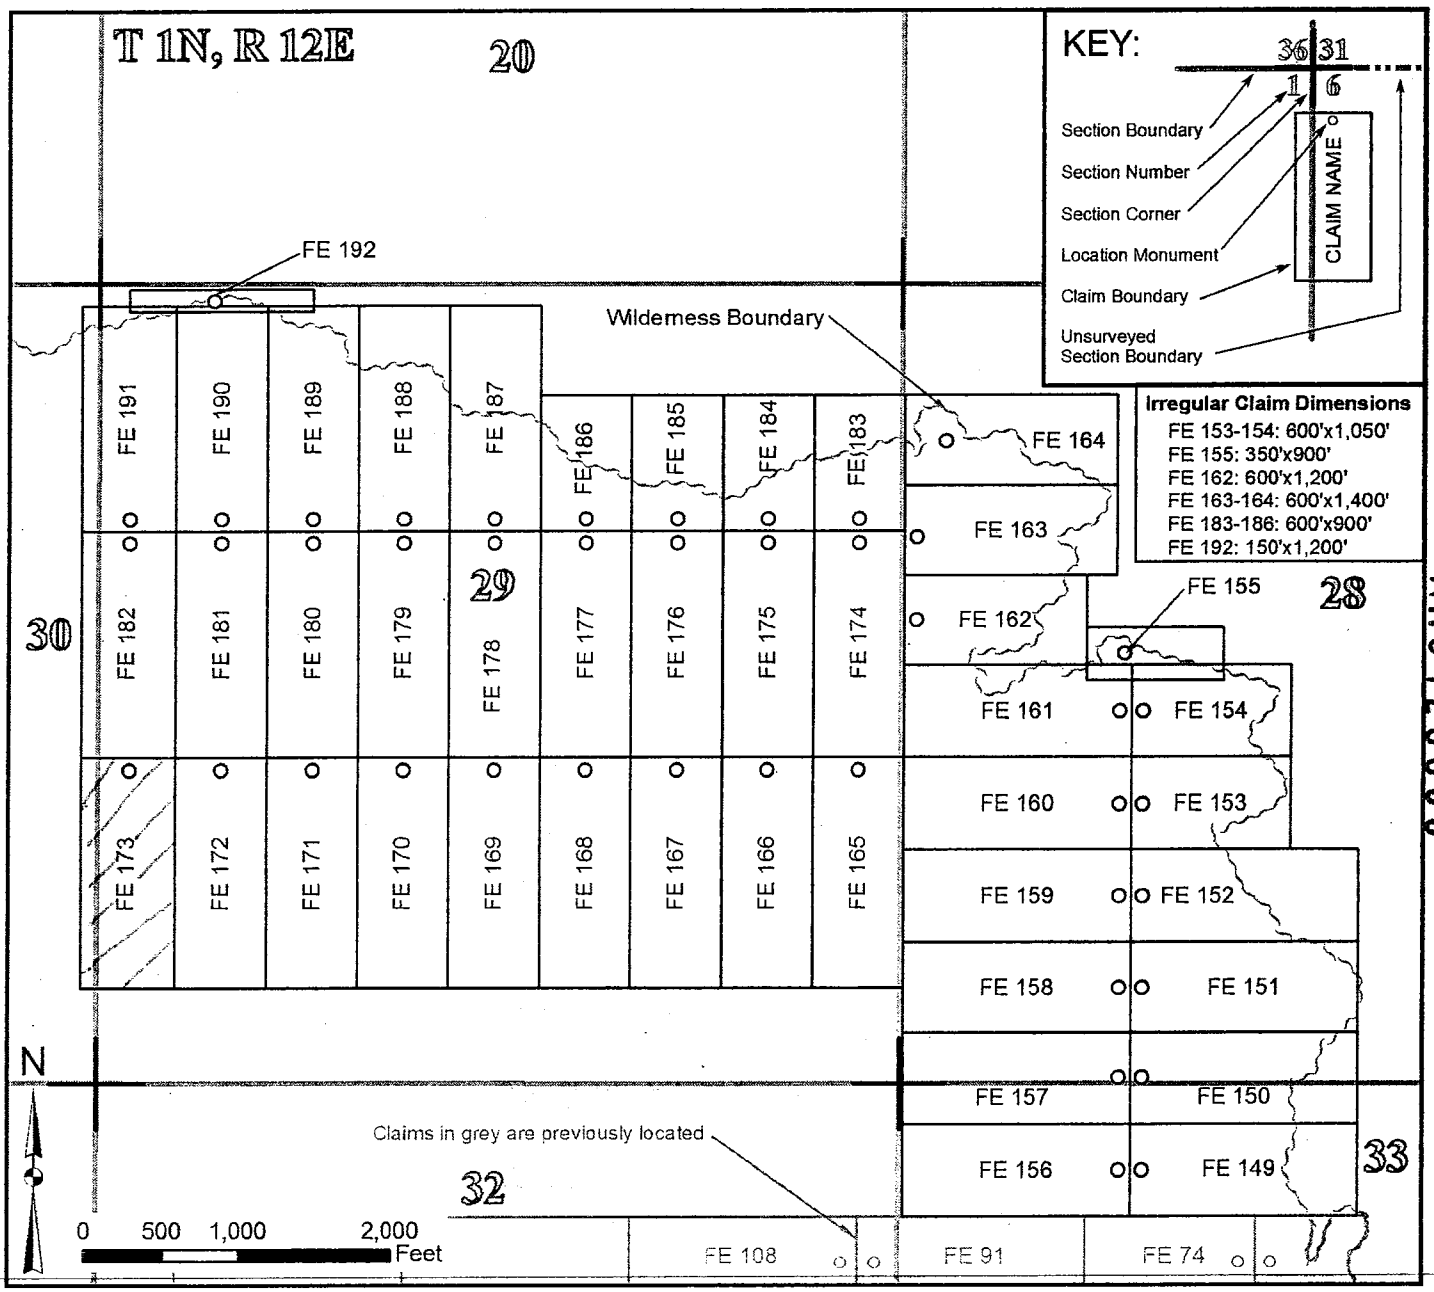 T 1N, R 12E
20
KEY:
36 31
1 6
Section Boundary
Section Number
Section Corner
Location Monument
Claim Boundary
Unsurveyed
Section Boundary
CLAIM NAME
FE 192
Wilderness Boundary
Irregular Claim Dimensions
FE 153-154: 600'x1,050'
FE 155: 350'x900'
FE 162: 600'x1,200'
FE 163-164: 600'x1,400'
FE 183-186: 600'x900'
FE 192: 150'x1,200'
FE 191
FE 190
FE 189
FE 188
FE 187
FE 186
FE 185
FE 184
FE 183
FE 164
FE 163
29
28
30
FE 155
FE 182
FE 181
FE 180
FE 179
FE 178
FE 177
FE 176
FE 175
FE 174
FE 162
FE 161
FE 154
FE 160
FE 153
FE 173
FE 172
FE 171
FE 170
FE 169
FE 168
FE 167
FE 166
FE 165
FE 159
FE 152
FE 158
FE 151
N
FE 157
FE 150
Claims in grey are previously located
FE 156
FE 149
33
32
0 500 1,000 2,000
Feet
FE 108
FE 91
FE 74